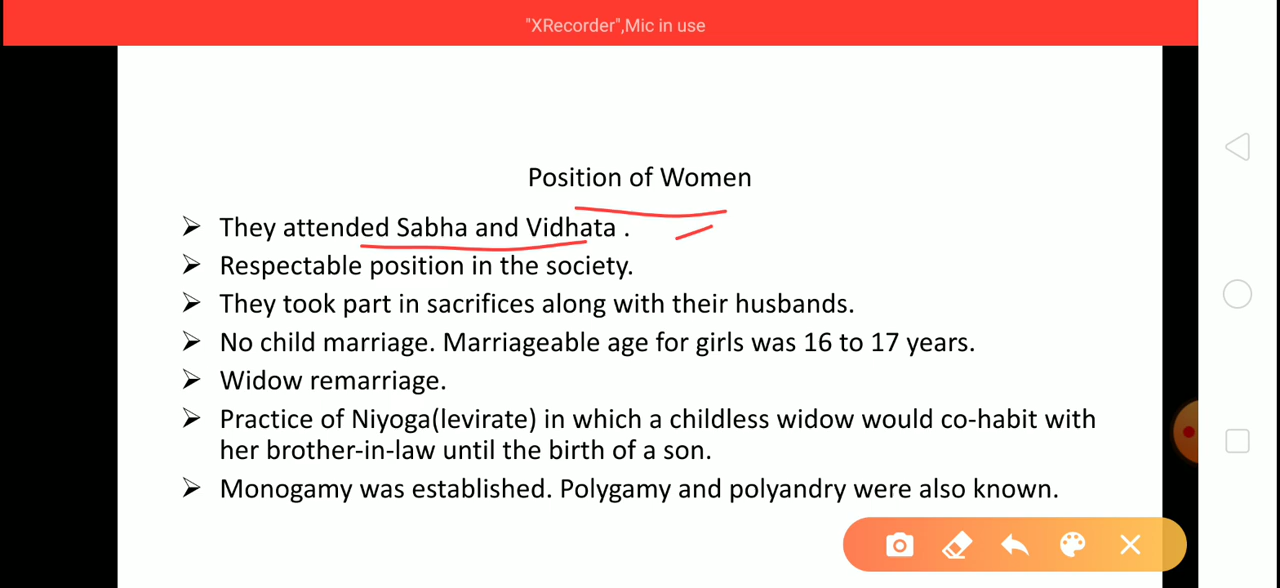 "XRecorder",Mic in use
Position of Women
➢ They attended Sabha and Vidhata .
➢ Respectable position in the society.
➢ They took part in sacrifices along with their husbands.
➢ No child marriage. Marriageable age for girls was 16 to 17 years.
➢ Widow remarriage.
➢ Practice of Niyoga(levirate) in which a childless widow would co-habit with
her brother-in-law until the birth of a son.
➢ Monogamy was established. Polygamy and polyandry were also known.